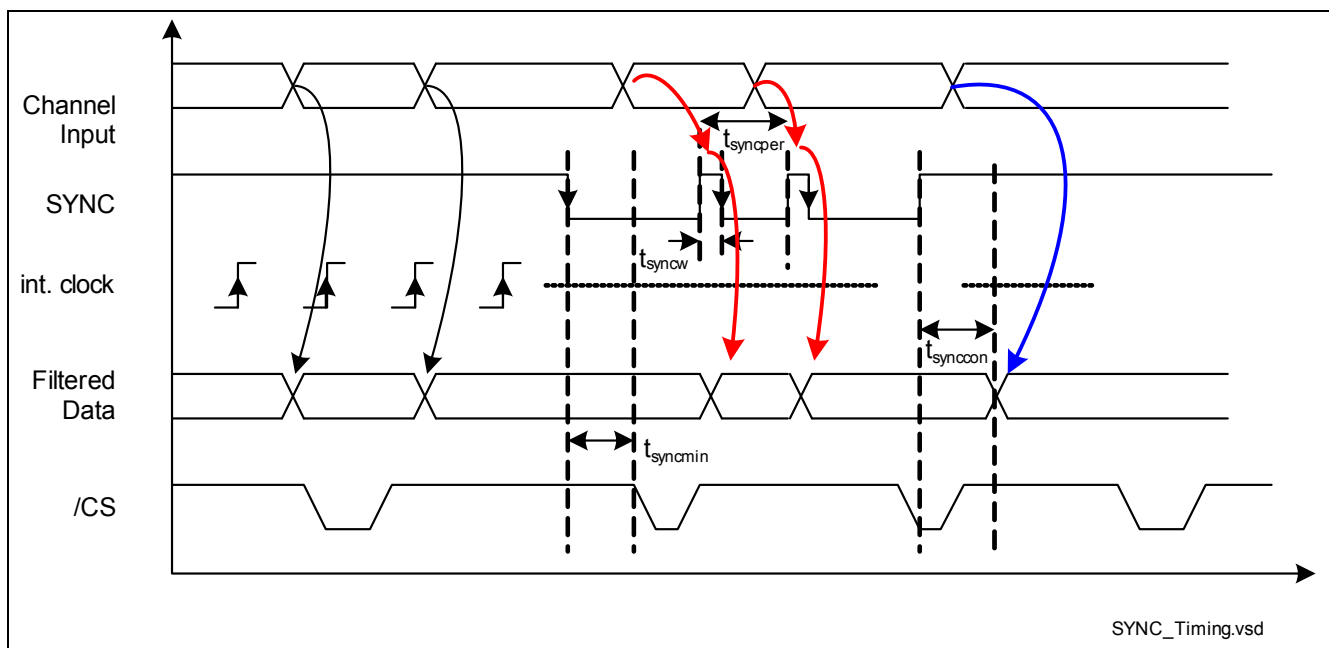 Channel
Input
tsyncper
SYNC
tsyncw
int. clock
tsynccon
Filtered
Data
tsyncmin
/CS
SYNC_Timing.vsd